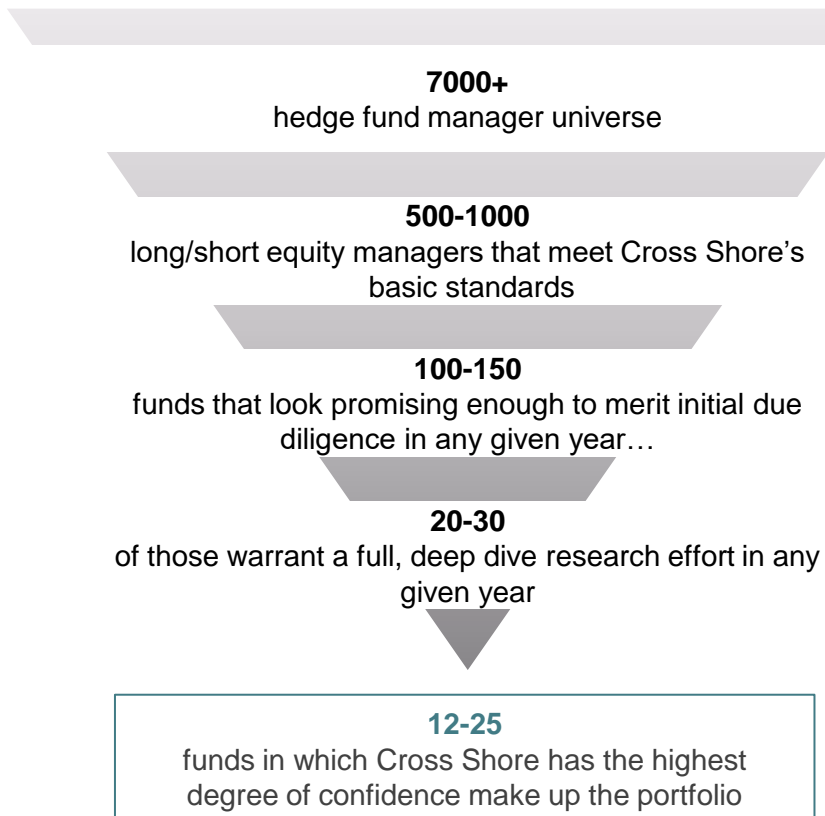 7000+
hedge fund manager universe
500-1000
long/short equity managers that meet Cross Shore’s
basic standards
100-150
funds that look promising enough to merit initial due
diligence in any given year…
20-30
of those warrant a full, deep dive research effort in any
given year
12-25
funds in which Cross Shore has the highest
degree of confidence make up the portfolio